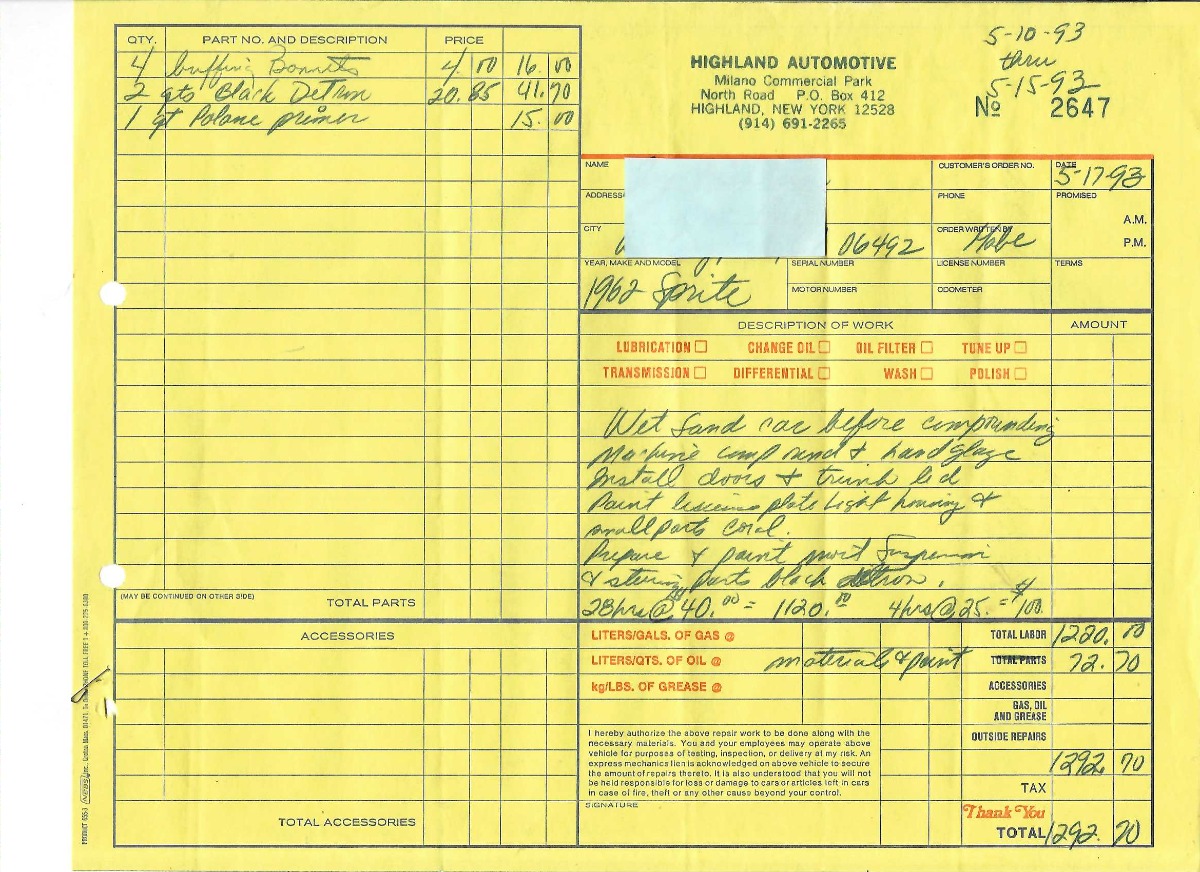 QTY. PART NO. AND DESCRIPTION PRICE
4 buffing Bonnets 4. 00 16. 00
2 qts Black DeTron 20.85 41.70
1 qt Polane primer 15. 00
(MAY BE CONTINUED ON OTHER SIDE) TOTAL PARTS
ACCESSORIES
TOTAL ACCESSORIES
HIGHLAND AUTOMOTIVE
Milano Commercial Park
North Road P.O. Box 412
HIGHLAND, NEW YORK 12528
(914) 691-2265
5-10-93
thru
5-15-93
No 2647
NAME CUSTOMER'S ORDER NO. DATE
5-17-93
ADDRESS PHONE PROMISED
A.M.
CITY ORDER WRITTEN BY P.M.
06492
YEAR, MAKE AND MODEL SERIAL NUMBER LICENSE NUMBER TERMS
1962 Sprite MOTOR NUMBER ODOMETER
DESCRIPTION OF WORK AMOUNT
LUBRICATION CHANGE OIL OIL FILTER TUNE UP
TRANSMISSION DIFFERENTIAL WASH POLISH
Wet Sand car before compounding
Machine compound & handglaze
Install doors & trunk lid
Paint license plate Light housing &
small parts coral.
Prepare & paint most Suspension
& steering parts black detron.
28hrs @ 40.00 = 1120.00 4hrs @ 25. = $100.
LITERS/GALS. OF GAS @ TOTAL LABOR 1220. 00
LITERS/QTS. OF OIL @ materials & paint TOTAL PARTS 72. 70
kg/LBS. OF GREASE @ ACCESSORIES
GAS, OIL
AND GREASE
OUTSIDE REPAIRS
I hereby authorize the above repair work to be done along with the
necessary materials. You and your employees may operate above
vehicle for purposes of testing, inspection, or delivery at my risk. An
express mechanics lien is acknowledged on above vehicle to secure
the amount of repairs thereto. It is also understood that you will not
be held responsible for loss or damage to cars or articles left in cars
in case of fire, theft or any other cause beyond your control.
1292. 70
TAX
SIGNATURE
Thank You
TOTAL 1292. 70